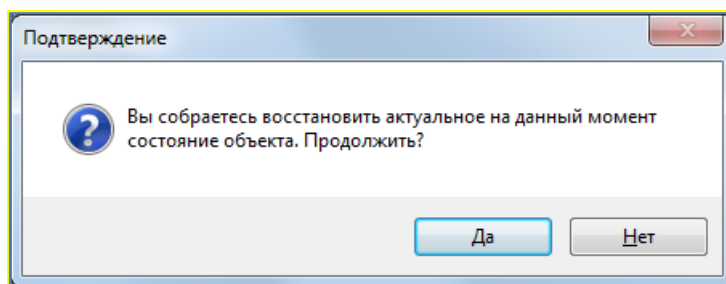 Подтверждение
Вы собираетесь восстановить актуальное на данный момент
состояние объекта. Продолжить?
Да
Нет